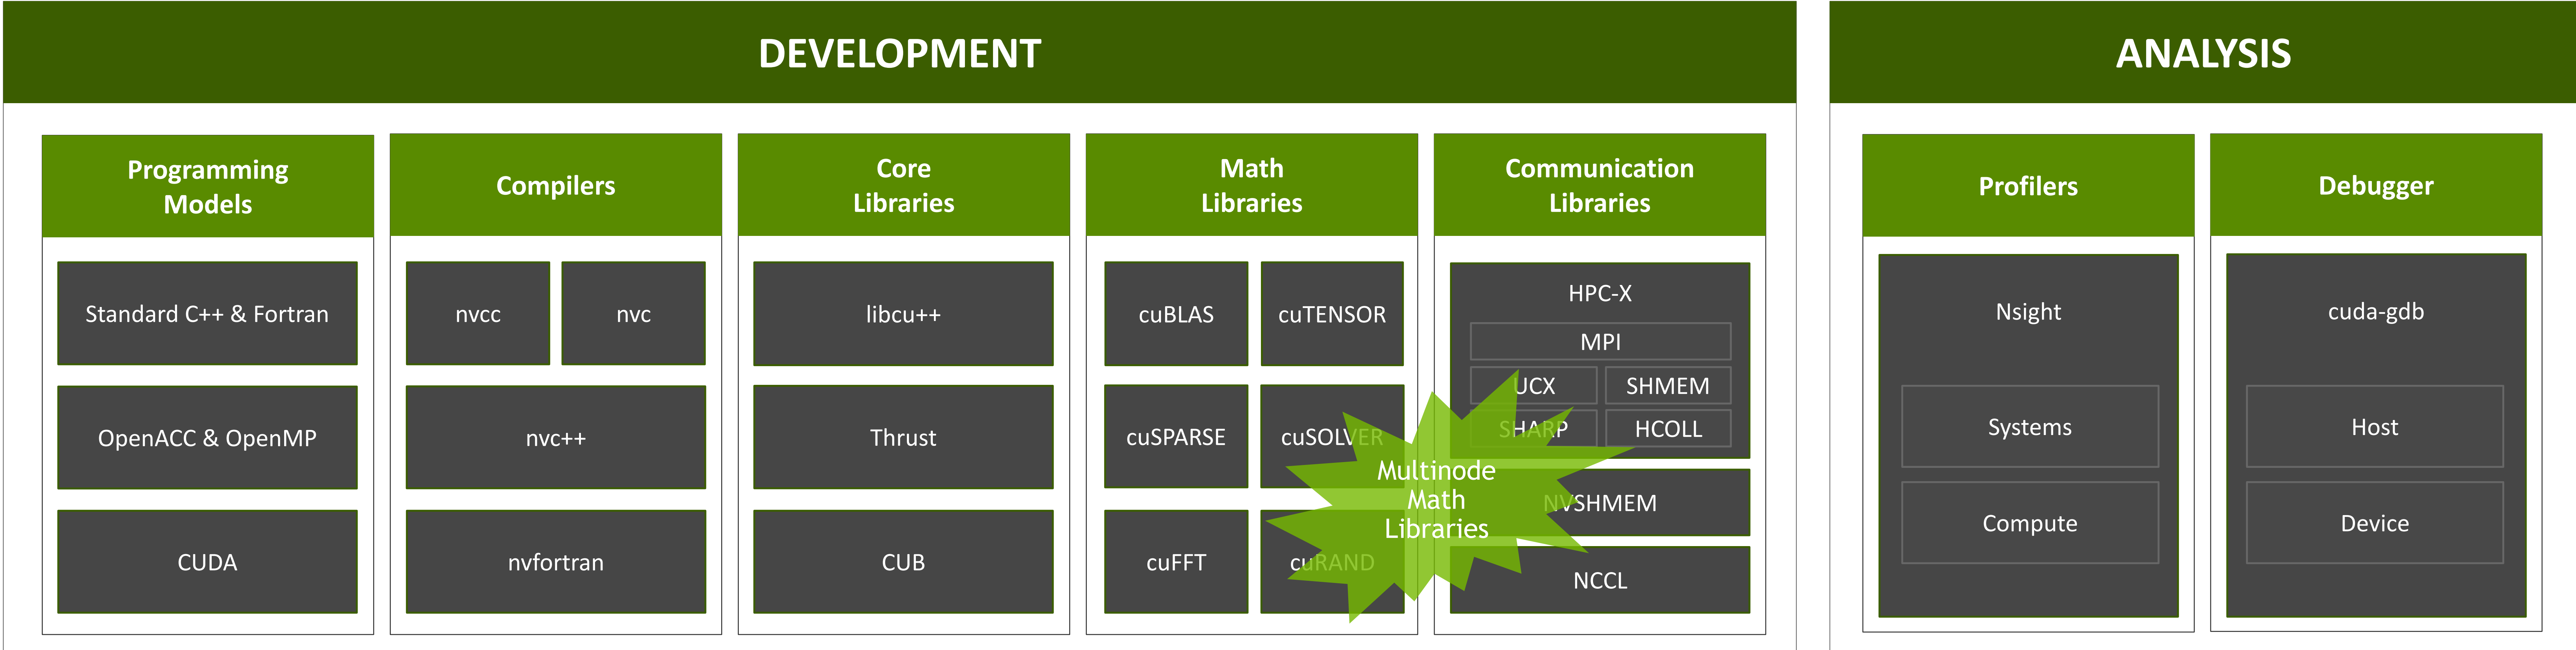 DEVELOPMENT
Programming
Models
Standard C++ & Fortran
OpenACC & OpenMP
CUDA
Compilers
nvcc
nvc
nvc++
nvfortran
Core
Libraries
libcu++
Thrust
CUB
Math
Libraries
cuBLAS
cuTENSOR
cuSPARSE
cuSOLVER
cuFFT
cuRAND
Communication
Libraries
HPC-X
MPI
UCX
SHMEM
SHARP
HCOLL
NVSHMEM
NCCL
Multinode
Math
Libraries
ANALYSIS
Profilers
Nsight
Systems
Compute
Debugger
cuda-gdb
Host
Device